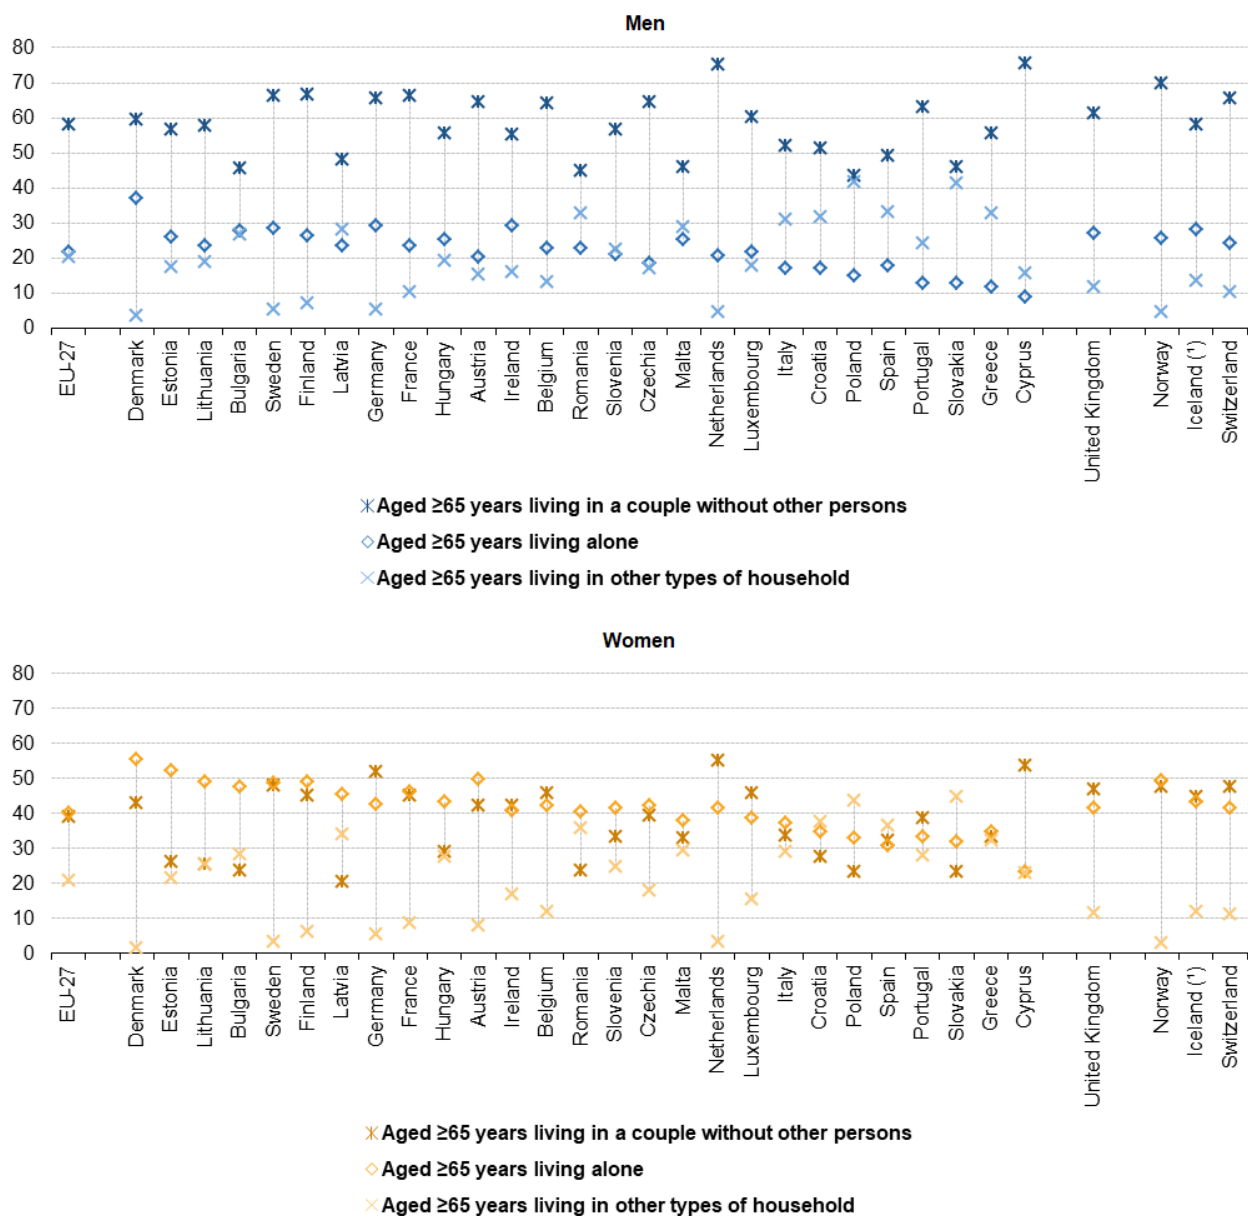 Men
80
70
60
50
40
30
20
10
0
EU-27
Denmark
Estonia
Lithuania
Bulgaria
Sweden
Finland
Latvia
Germany
France
Hungary
Austria
Ireland
Belgium
Romania
Slovenia
Czechia
Malta
Netherlands
Luxembourg
Italy
Croatia
Poland
Spain
Portugal
Slovakia
Greece
Cyprus
United Kingdom
Norway
Iceland (¹)
Switzerland
Aged ≥65 years living in a couple without other persons
Aged ≥65 years living alone
Aged ≥65 years living in other types of household
Women
80
70
60
50
40
30
20
10
0
EU-27
Denmark
Estonia
Lithuania
Bulgaria
Sweden
Finland
Latvia
Germany
France
Hungary
Austria
Ireland
Belgium
Romania
Slovenia
Czechia
Malta
Netherlands
Luxembourg
Italy
Croatia
Poland
Spain
Portugal
Slovakia
Greece
Cyprus
United Kingdom
Norway
Iceland (¹)
Switzerland
Aged ≥65 years living in a couple without other persons
Aged ≥65 years living alone
Aged ≥65 years living in other types of household